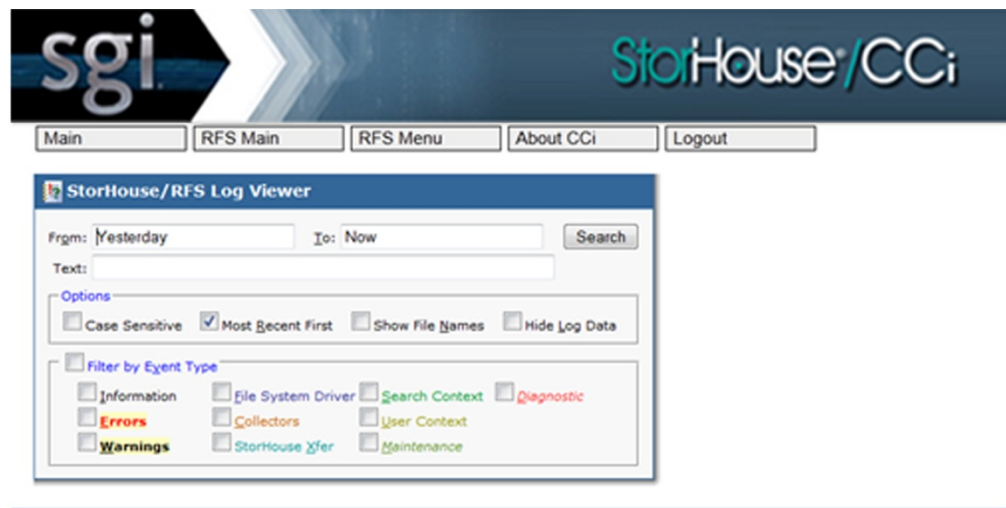 sgi
StorHouse/CCi
Main RFS Main RFS Menu About CCi Logout
StorHouse/RFS Log Viewer
From: Yesterday To: Now Search
Text:
Options
Case Sensitive Most Recent First Show File Names Hide Log Data
Filter by Event Type
Information File System Driver Search Context Diagnostic
Errors Collectors User Context
Warnings StorHouse Xfer Maintenance